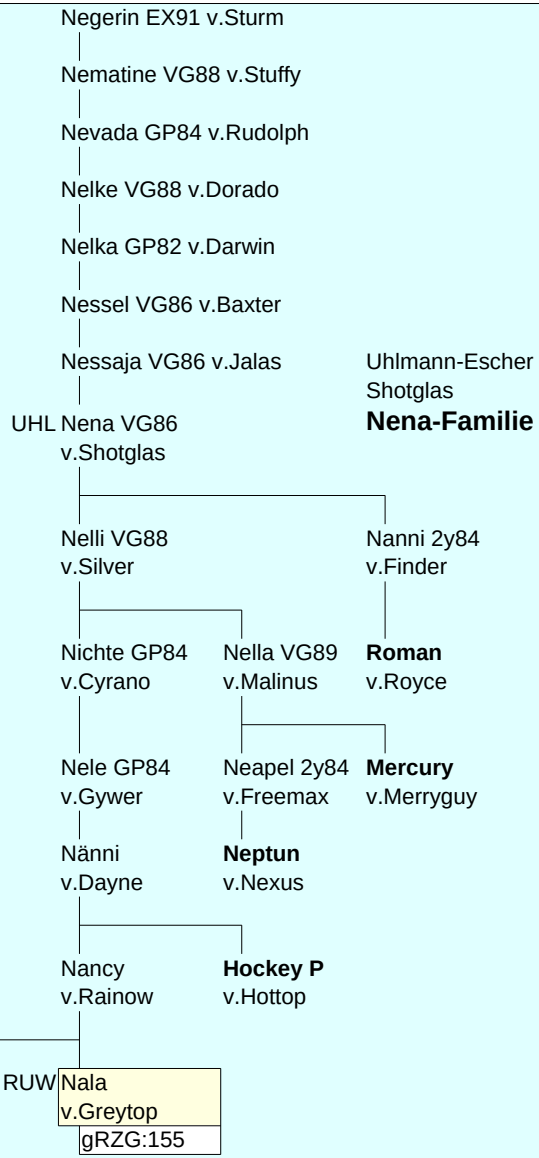 Negerin EX91 v.Sturm
Nematine VG88 v.Stuffy
Nevada GP84 v.Rudolph
Nelke VG88 v.Dorado
Nelka GP82 v.Darwin
Nessel VG86 v.Baxter
Nessaja VG86 v.Jalas
Uhlmann-Escher
Shotglas
Nena-Familie
UHL Nena VG86
v.Shotglas
Nelli VG88
v.Silver
Nanni 2y84
v.Finder
Nichte GP84
v.Cyrano
Nella VG89
v.Malinus
Roman
v.Royce
Nele GP84
v.Gywer
Neapel 2y84
v.Freemax
Mercury
v.Merryguy
Nänni
v.Dayne
Neptun
v.Nexus
Nancy
v.Rainow
Hockey P
v.Hottop
RUW Nala
v.Greytop
gRZG:155